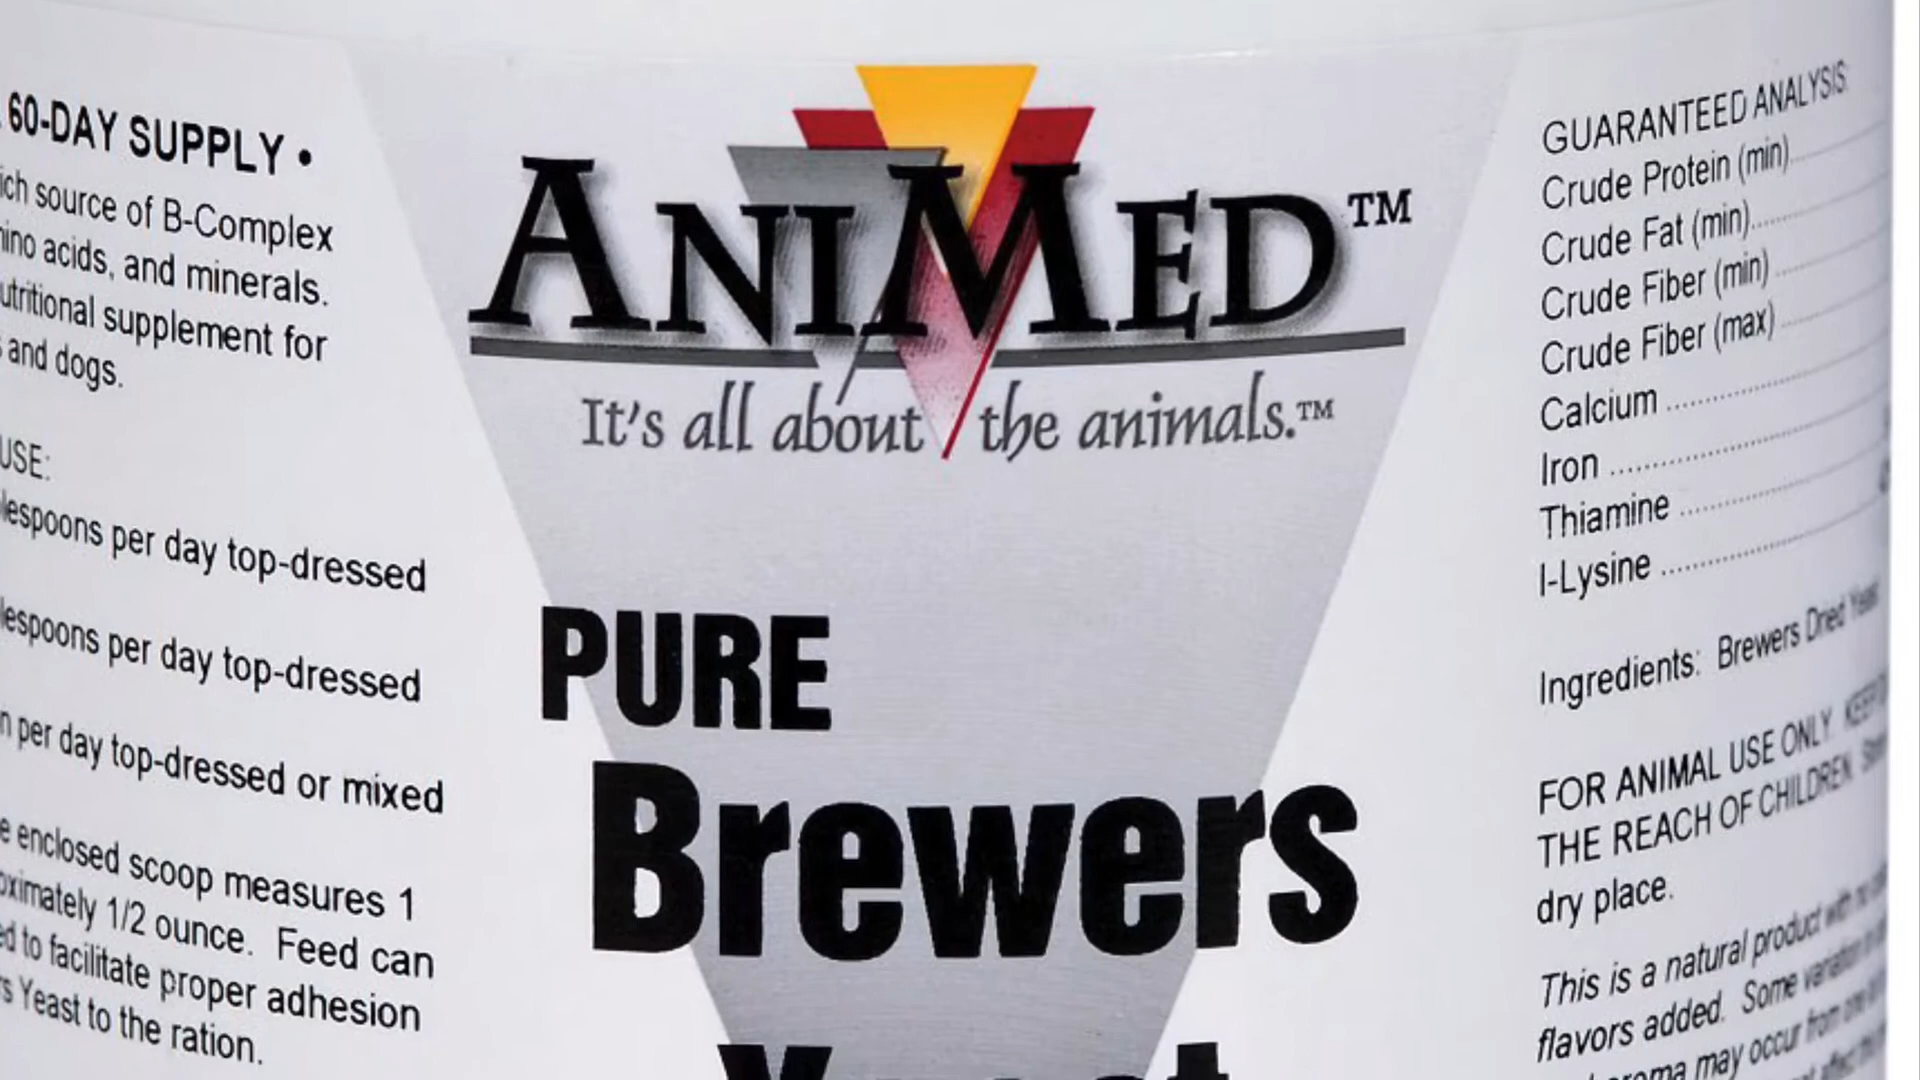 60-DAY SUPPLY •
ich source of B-Complex
ino acids, and minerals.
utritional supplement for
and dogs.
USE:
lespoons per day top-dressed
lespoons per day top-dressed
n per day top-dressed or mixed
e enclosed scoop measures 1
oximately 1/2 ounce. Feed can
ed to facilitate proper adhesion
s Yeast to the ration.
ANIMED™
It's all about the animals.™
PURE
Brewers
Yeast
GUARANTEED ANALYSIS:
Crude Protein (min)
Crude Fat (min)
Crude Fiber (min)
Crude Fiber (max)
Calcium
Iron
Thiamine
l-Lysine
Ingredients: Brewers Dried Yeast
FOR ANIMAL USE ONLY. KEEP
THE REACH OF CHILDREN.
dry place.
This is a natural product with no
flavors added. Some variation
aroma may occur from one